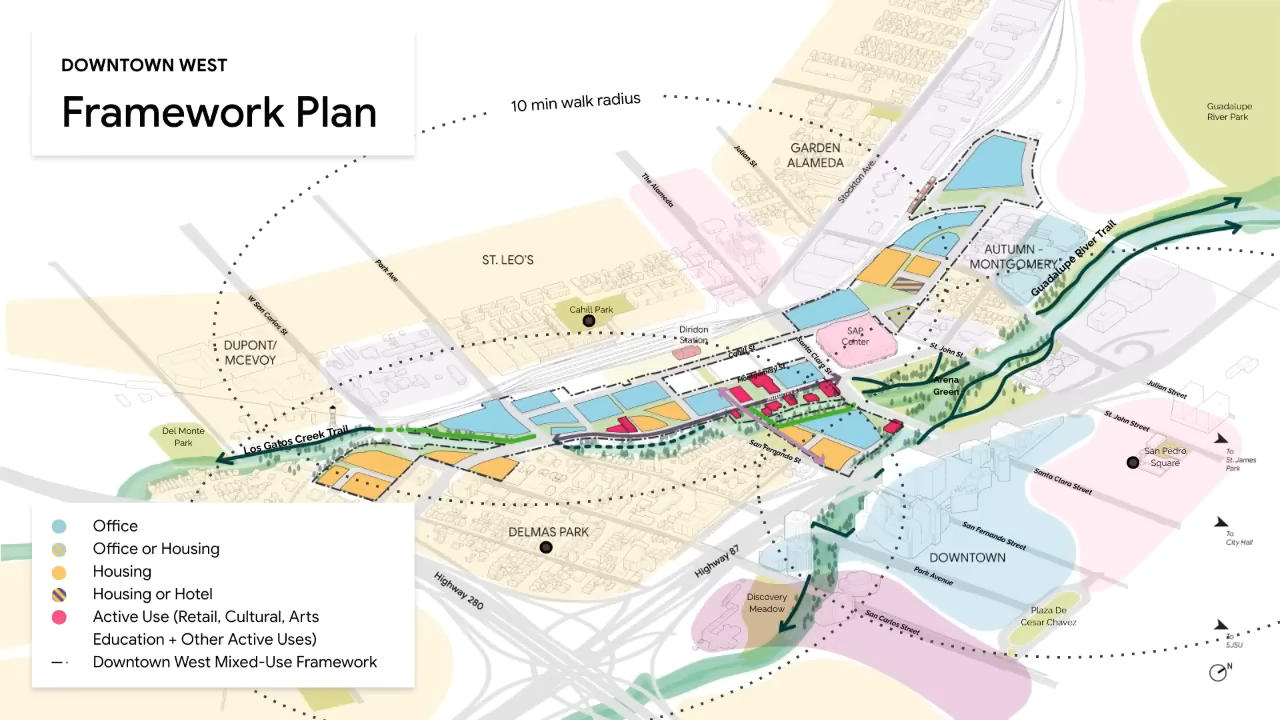 DOWNTOWN WEST
Framework Plan
10 min walk radius
Guadalupe
River Park
GARDEN
ALAMEDA
Julian St
The Alameda
Stockton Ave.
AUTUMN -
MONTGOMERY
Guadalupe River Trail
ST. LEO'S
Park Ave
W San Carlos St
Cahill Park
Diridon
Station
SAP
Center
DUPONT/
MCEVOY
Cahill St
Santa Clara St
St. John St
Montgomery St
Arena
Green
Julian Street
St. John Street
Del Monte
Park
Los Gatos Creek Trail
San Fernando St
San Pedro
Square
To
St. James
Park
Santa Clara Street
DELMAS PARK
San Fernando Street
To
City Hall
DOWNTOWN
Highway 87
Highway 280
Park Avenue
Discovery
Meadow
San Carlos Street
Plaza De
Cesar Chavez
To
SJSU
N
Office
Office or Housing
Housing
Housing or Hotel
Active Use (Retail, Cultural, Arts
Education + Other Active Uses)
Downtown West Mixed-Use Framework